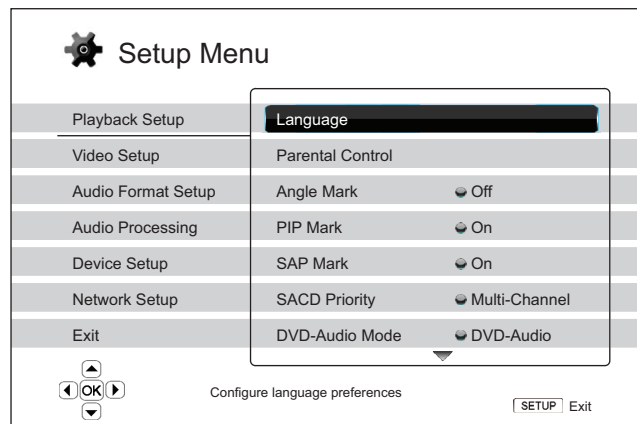 Setup Menu
Playback Setup
Video Setup
Audio Format Setup
Audio Processing
Device Setup
Network Setup
Exit
Language
Parental Control
Angle Mark Off
PIP Mark On
SAP Mark On
SACD Priority Multi-Channel
DVD-Audio Mode DVD-Audio
OK
Configure language preferences
SETUP Exit